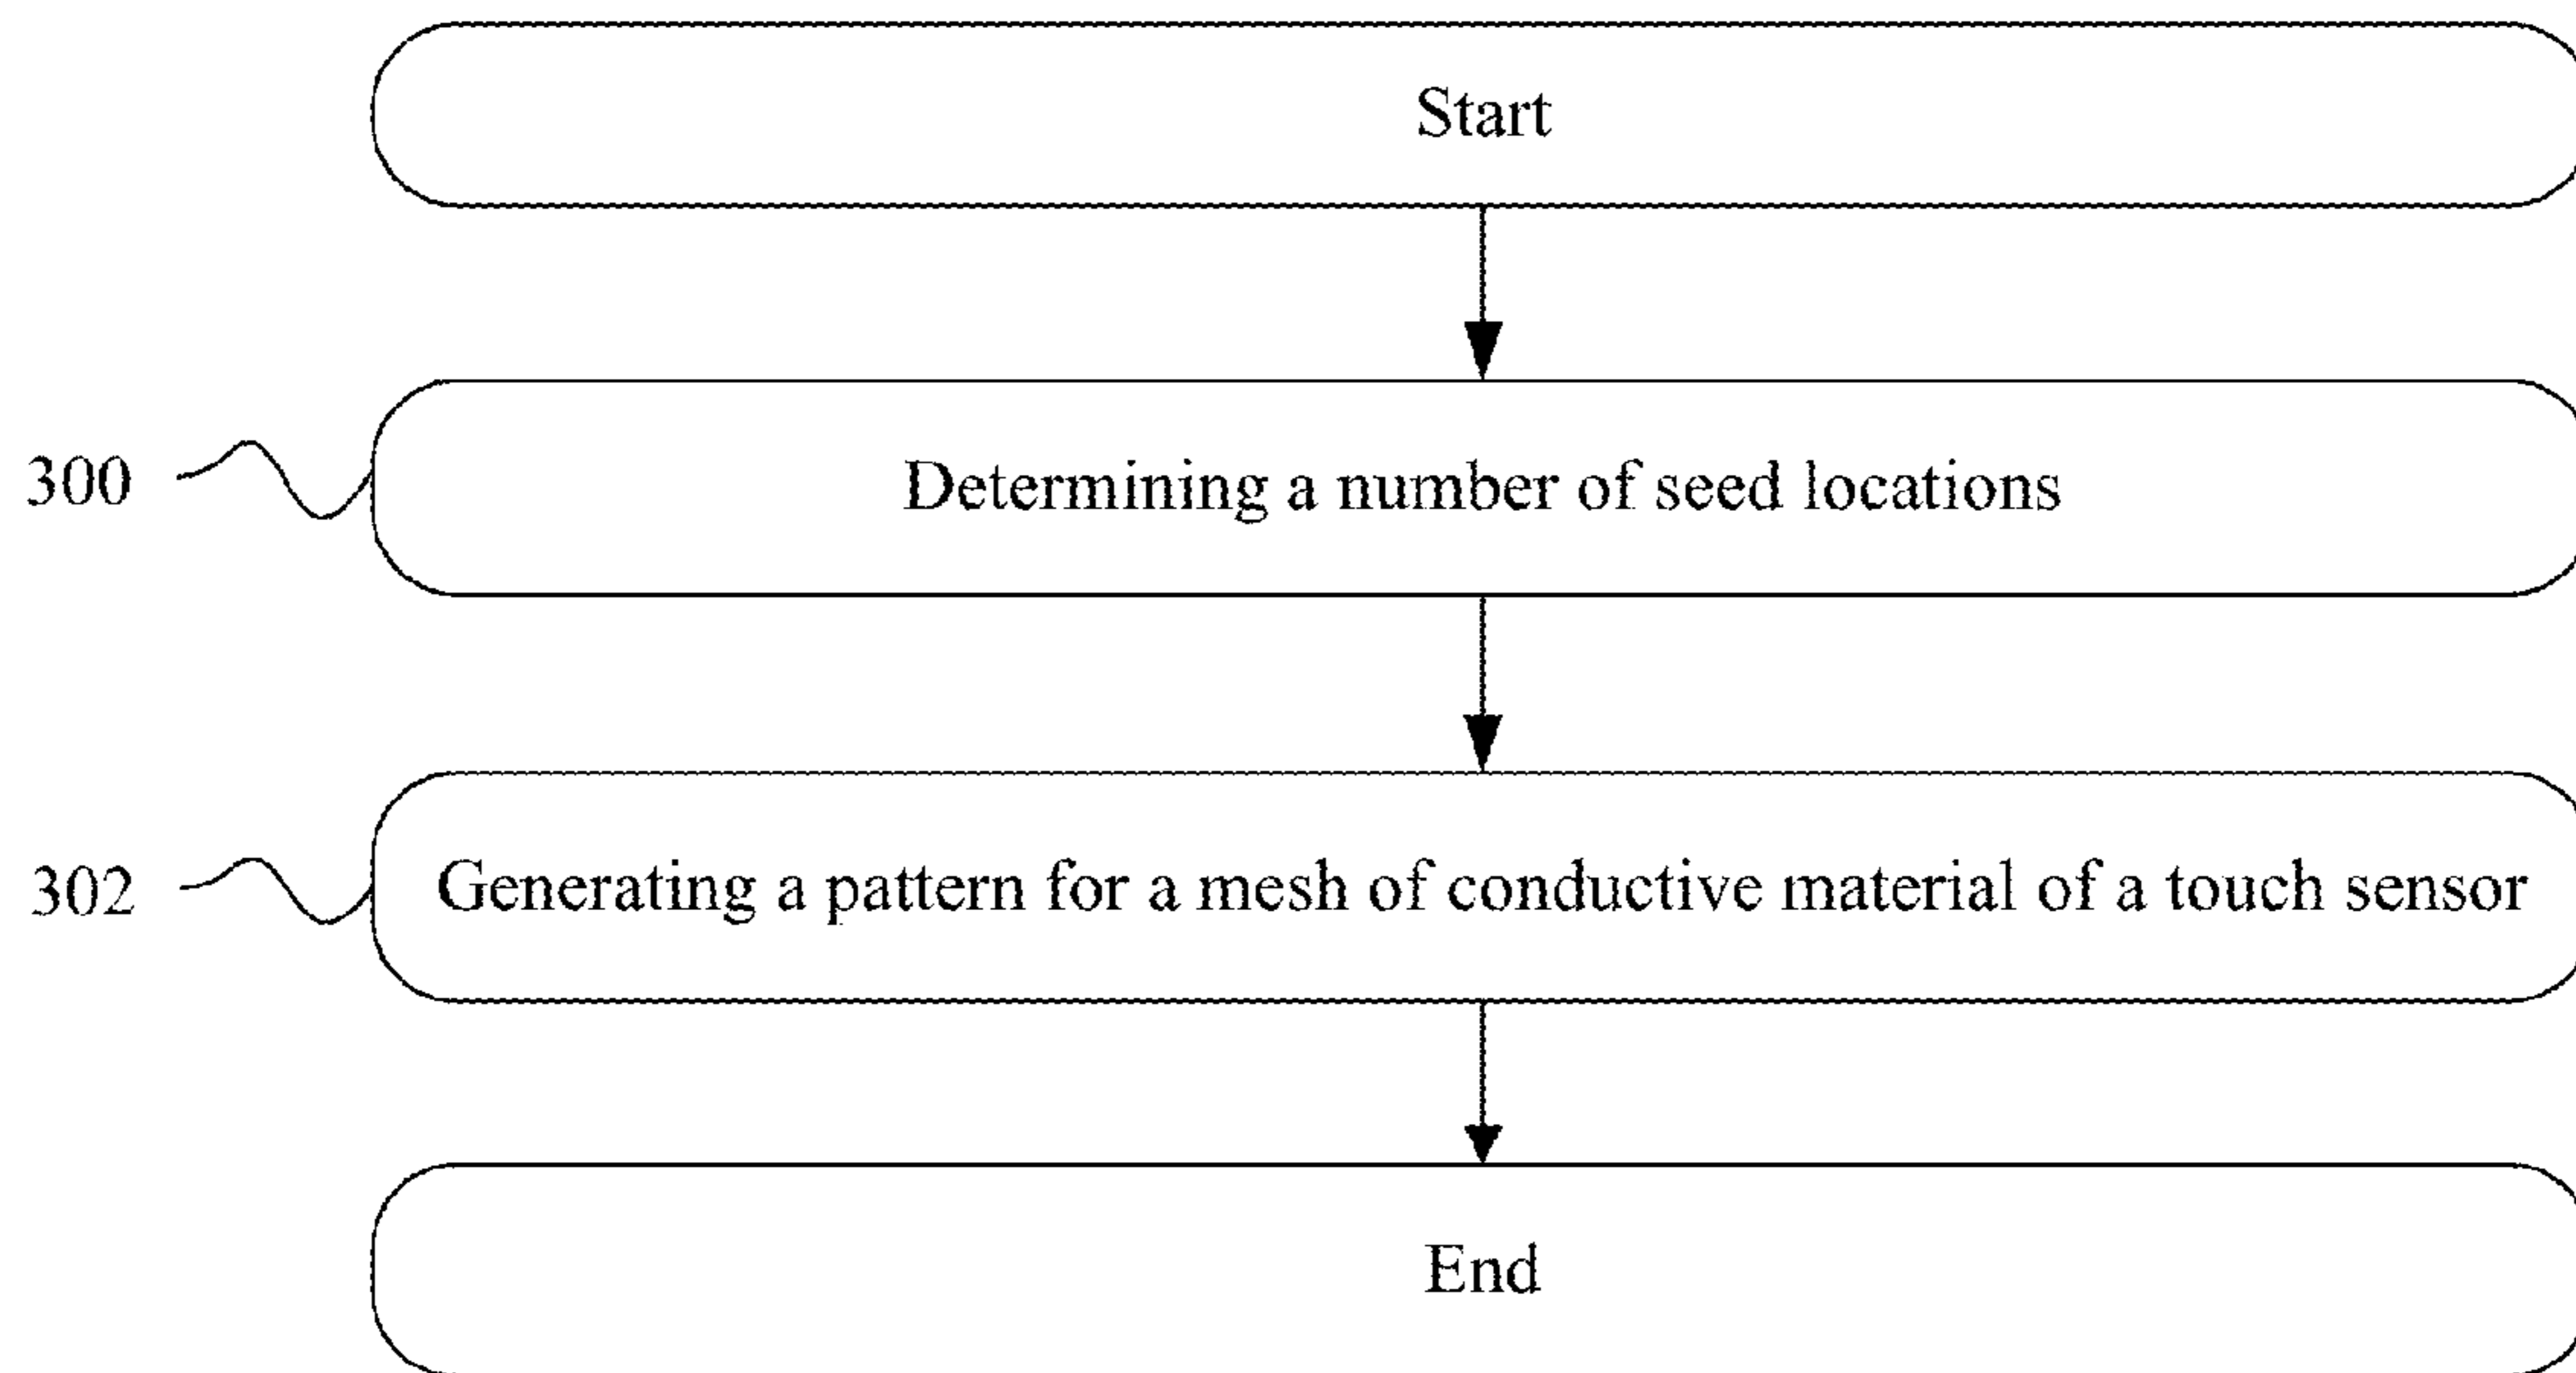 Start
300
Determining a number of seed locations
302
Generating a pattern for a mesh of conductive material of a touch sensor
End